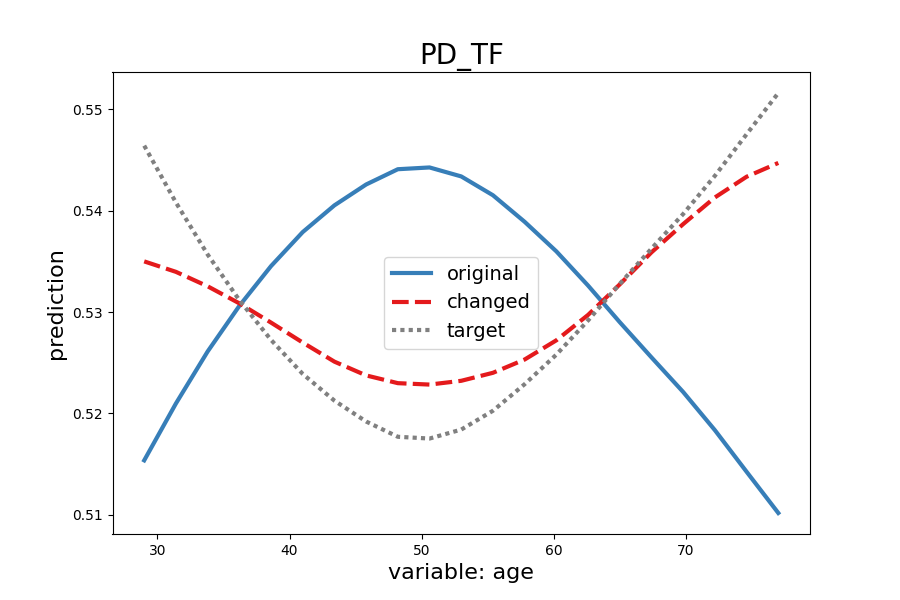 PD_TF
prediction
0.55
0.54
0.53
0.52
0.51
original
changed
target
30 40 50 60 70
variable: age